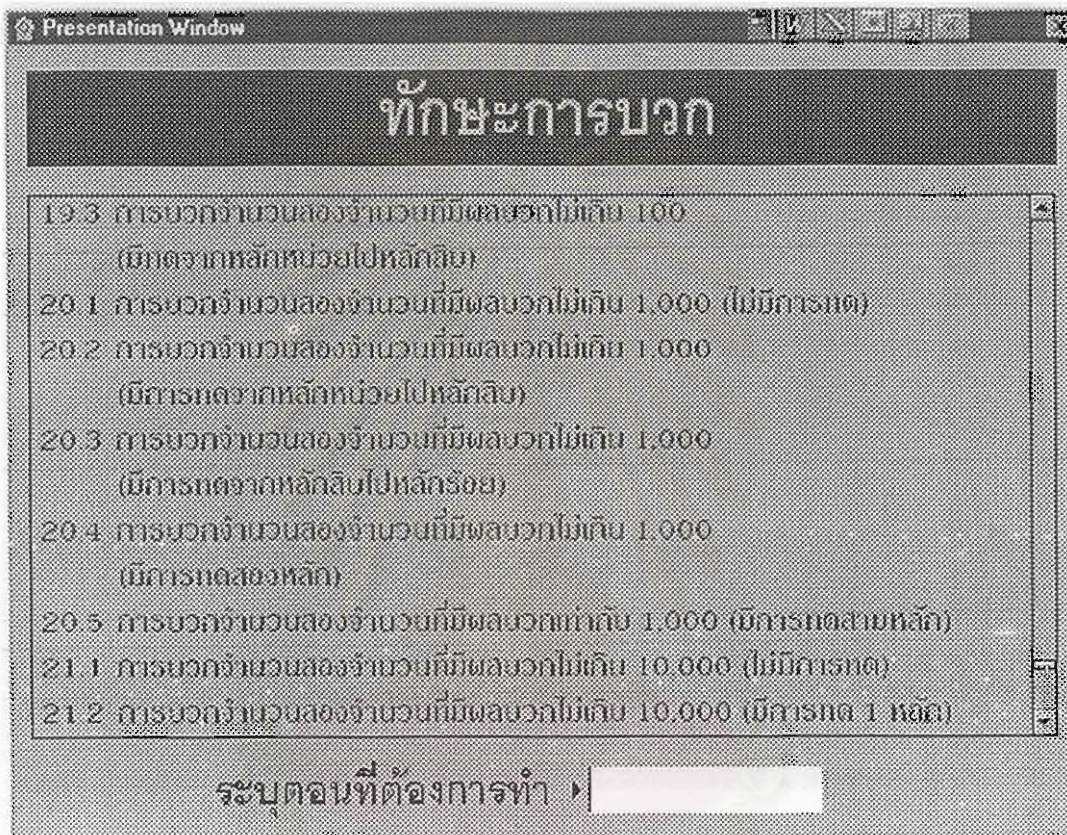 Presentation Window
ทักษะการบวก
19.3 การบวกจำนวนสองจำนวนที่มีผลบวกไม่เกิน 100
(มีทดจากหลักหน่วยไปหลักสิบ)
20.1 การบวกจำนวนสองจำนวนที่มีผลบวกไม่เกิน 1,000 (ไม่มีการทด)
20.2 การบวกจำนวนสองจำนวนที่มีผลบวกไม่เกิน 1,000
(มีการทดจากหลักหน่วยไปหลักสิบ)
20.3 การบวกจำนวนสองจำนวนที่มีผลบวกไม่เกิน 1,000
(มีการทดจากหลักสิบไปหลักร้อย)
20.4 การบวกจำนวนสองจำนวนที่มีผลบวกไม่เกิน 1,000
(มีการทดสองหลัก)
20.5 การบวกจำนวนสองจำนวนที่มีผลบวกเท่ากับ 1,000 (มีการทดสามหลัก)
21.1 การบวกจำนวนสองจำนวนที่มีผลบวกไม่เกิน 10,000 (ไม่มีการทด)
21.2 การบวกจำนวนสองจำนวนที่มีผลบวกไม่เกิน 10,000 (มีการทด 1 หลัก)
ระบุตอนที่ต้องการทำ